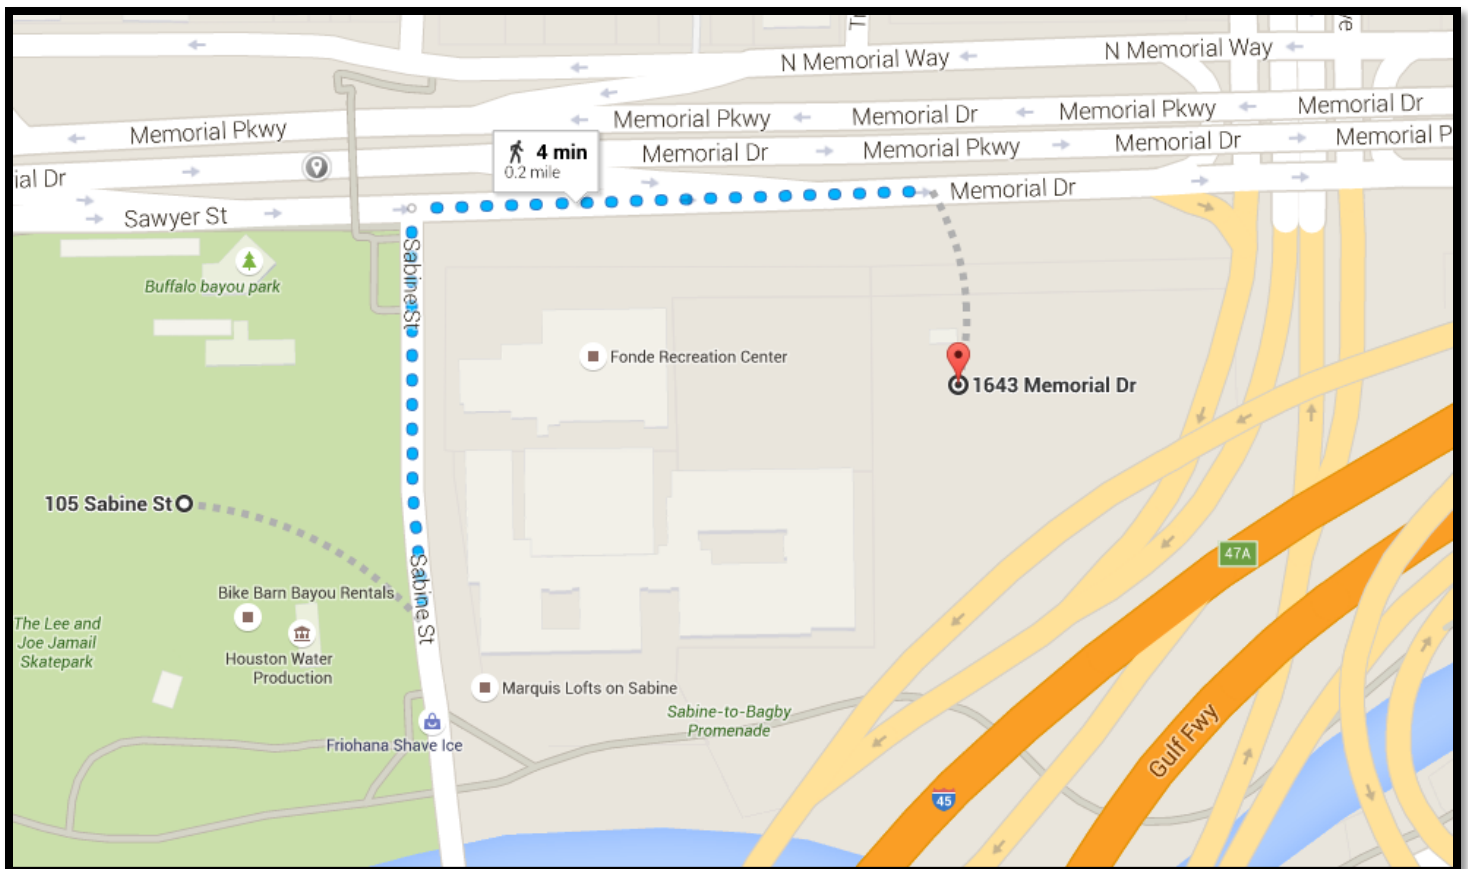 N Memorial Way
N Memorial Way
Memorial Pkwy
Memorial Pkwy
Memorial Dr
Memorial Pkwy
Memorial Dr
4 min
0.2 mile
Memorial Dr
Memorial Pkwy
Memorial Dr
Memorial P
ial Dr
Memorial Dr
Sawyer St
Sabine St
Buffalo bayou park
Fonde Recreation Center
1643 Memorial Dr
105 Sabine St
47A
Sabine St
Bike Barn Bayou Rentals
The Lee and
Joe Jamail
Skatepark
Houston Water
Production
Marquis Lofts on Sabine
Sabine-to-Bagby
Promenade
Friohana Shave Ice
Gulf Fwy
45